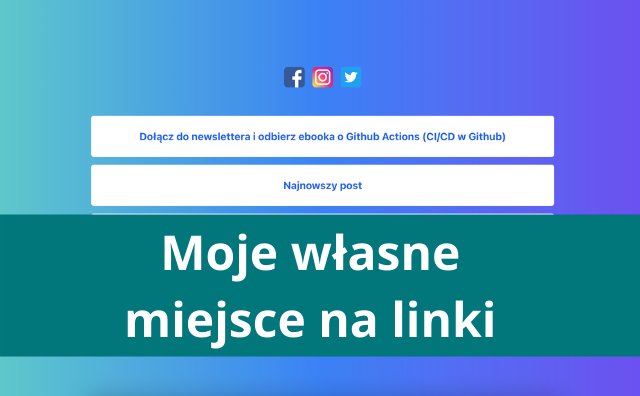 Dołącz do newslettera i odbierz ebooka o Github Actions (CI/CD w Github)
Najnowszy post
Moje własne
miejsce na linki